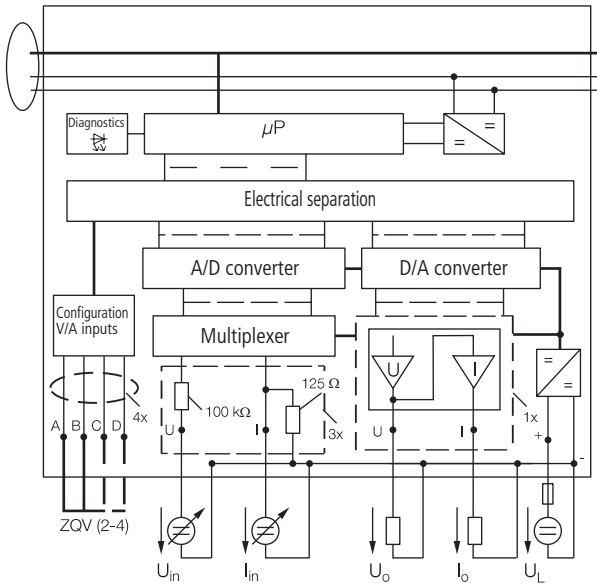 Diagnostics
µP
=
=
Electrical separation
A/D converter
D/A converter
Configuration
V/A inputs
Multiplexer
U
I
=
=
125 Ω
100 kΩ
4x
3x
1x
A B C D
U
I
U
I
+
-
ZQV (2-4)
Uin
Iin
Uo
Io
UL